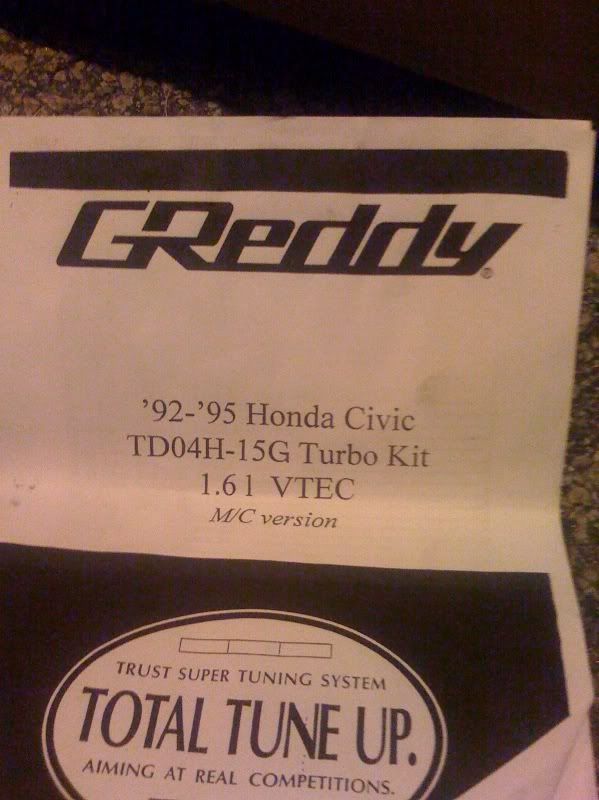 GReddy®
’92-’95 Honda Civic
TD04H-15G Turbo Kit
1.6 l VTEC
M/C version
TRUST SUPER TUNING SYSTEM
TOTAL TUNE UP.
AIMING AT REAL COMPETITIONS.